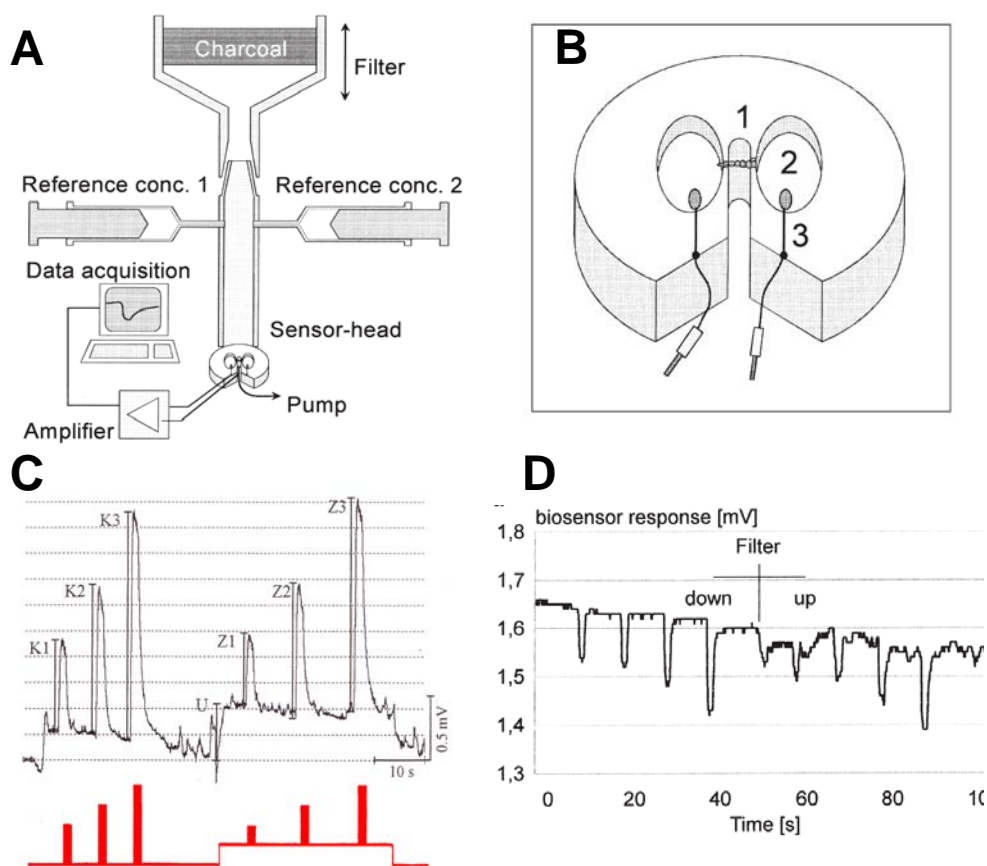 A
Charcoal
Filter
Reference conc. 1
Reference conc. 2
Data acquisition
Sensor-head
Pump
Amplifier
B
1
2
3
C
K1
K2
K3
U
Z1
Z2
Z3
0.5 mV
10 s
D
biosensor response [mV]
1,8
1,7
1,6
1,5
1,4
1,3
Filter
down
up
0
20
40
60
80
10
Time [s]